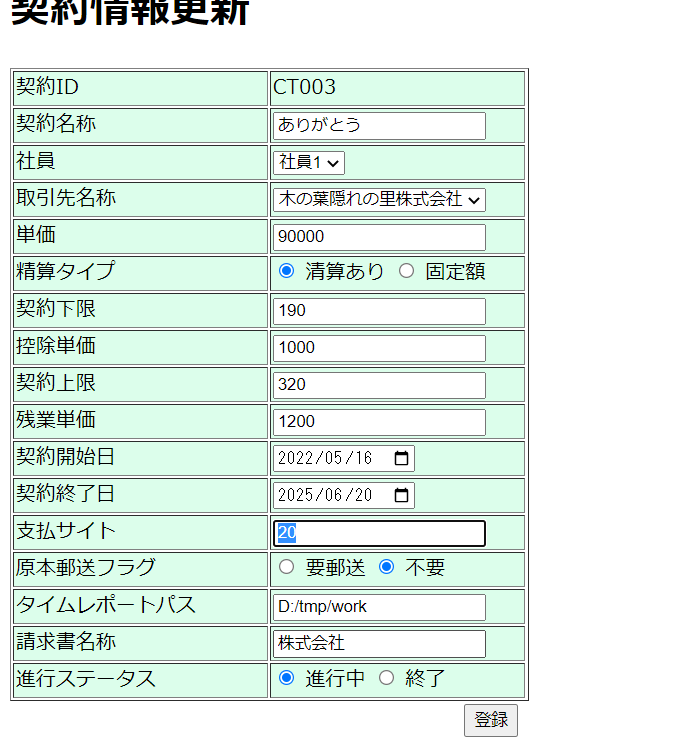 契約情報更新
契約ID CT003
契約名称 ありがとう
社員 社員1
取引先名称 木の葉隠れの里株式会社
単価 90000
精算タイプ 清算あり 固定額
契約下限 190
控除単価 1000
契約上限 320
残業単価 1200
契約開始日 2022/05/16
契約終了日 2025/06/20
支払サイト 20
原本郵送フラグ 要郵送 不要
タイムレポートパス D:/tmp/work
請求書名称 株式会社
進行ステータス 進行中 終了
登録